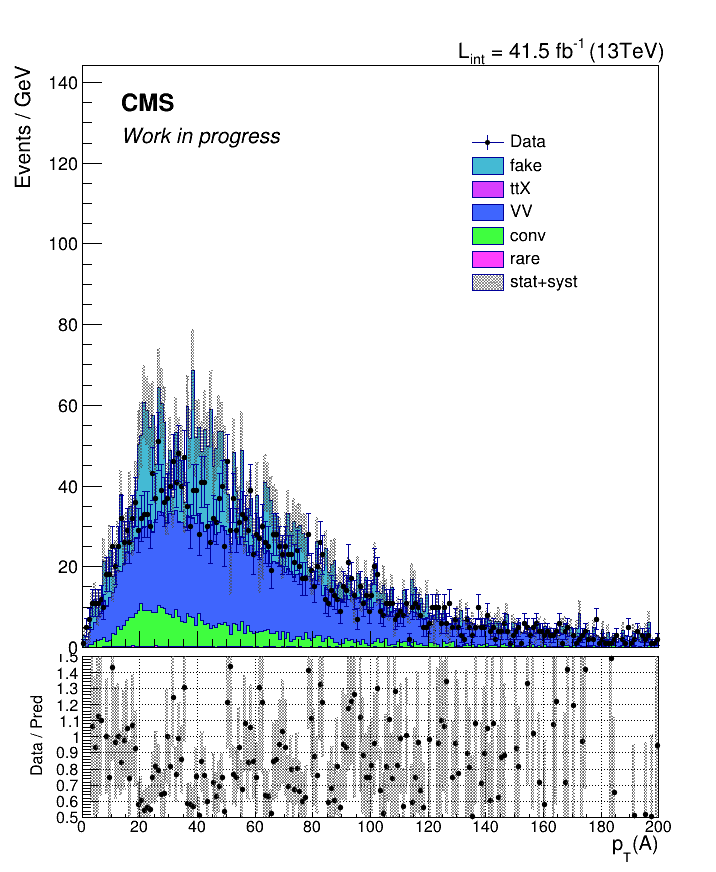 L_int = 41.5 fb^-1 (13TeV)
Events / GeV
140
120
100
80
60
40
20
0
CMS
Work in progress
Data
fake
ttX
VV
conv
rare
stat+syst
Data / Pred
1.5
1.4
1.3
1.2
1.1
1
0.9
0.8
0.7
0.6
0.5
0 20 40 60 80 100 120 140 160 180 200
p_T(A)